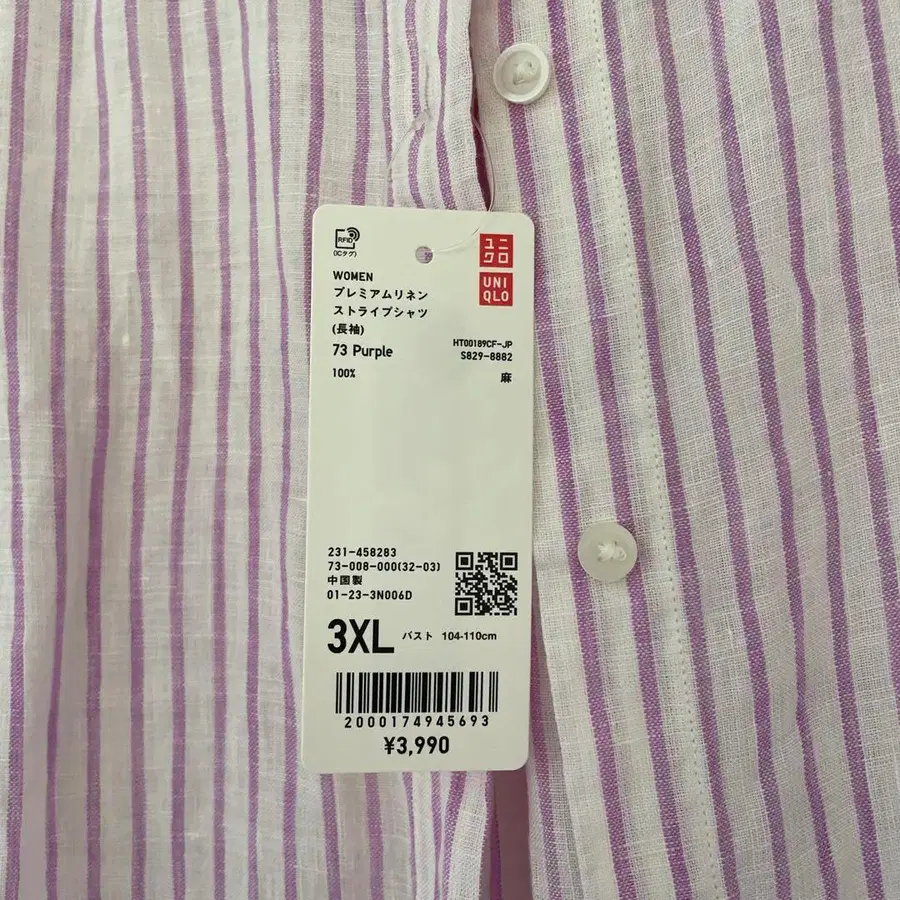 RFID
(ICタグ)
ユニ
クロ
UNI
QLO
WOMEN
プレミアムリネン
ストライプシャツ
(長袖)
73 Purple
HT00189CF-JP
S829-8882
100% 麻
231-458283
73-008-000(32-03)
中国製
01-23-3N006D
3XL バスト 104-110cm
2000174945693
¥3,990